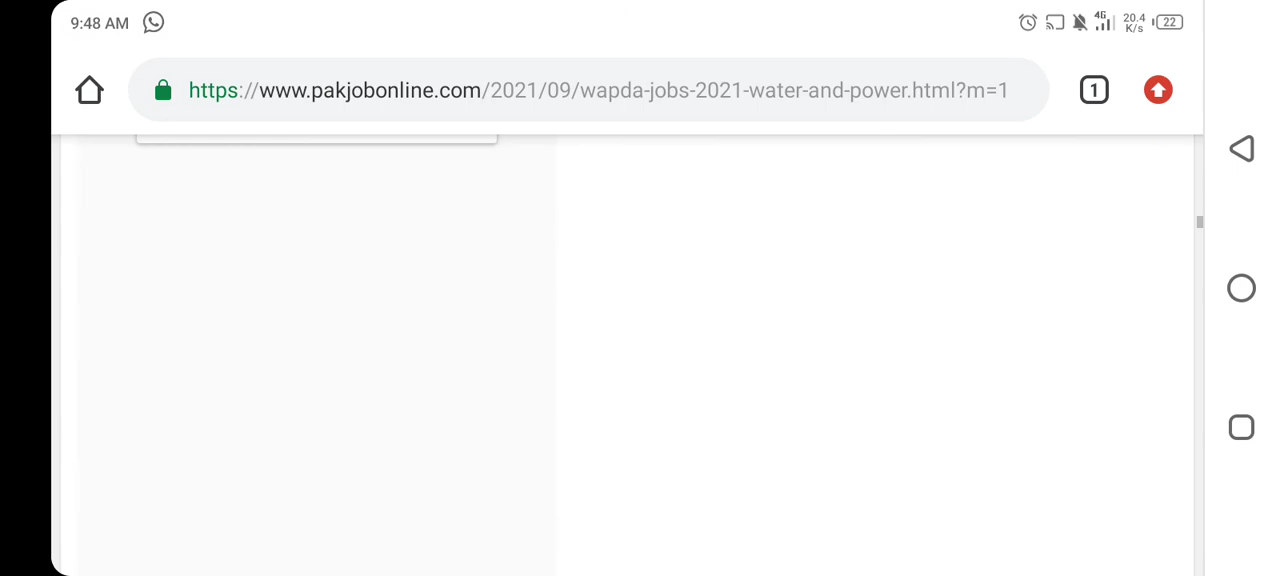 9:48 AM
4G 20.4 K/s 22
https://www.pakjobonline.com/2021/09/wapda-jobs-2021-water-and-power.html?m=1
1